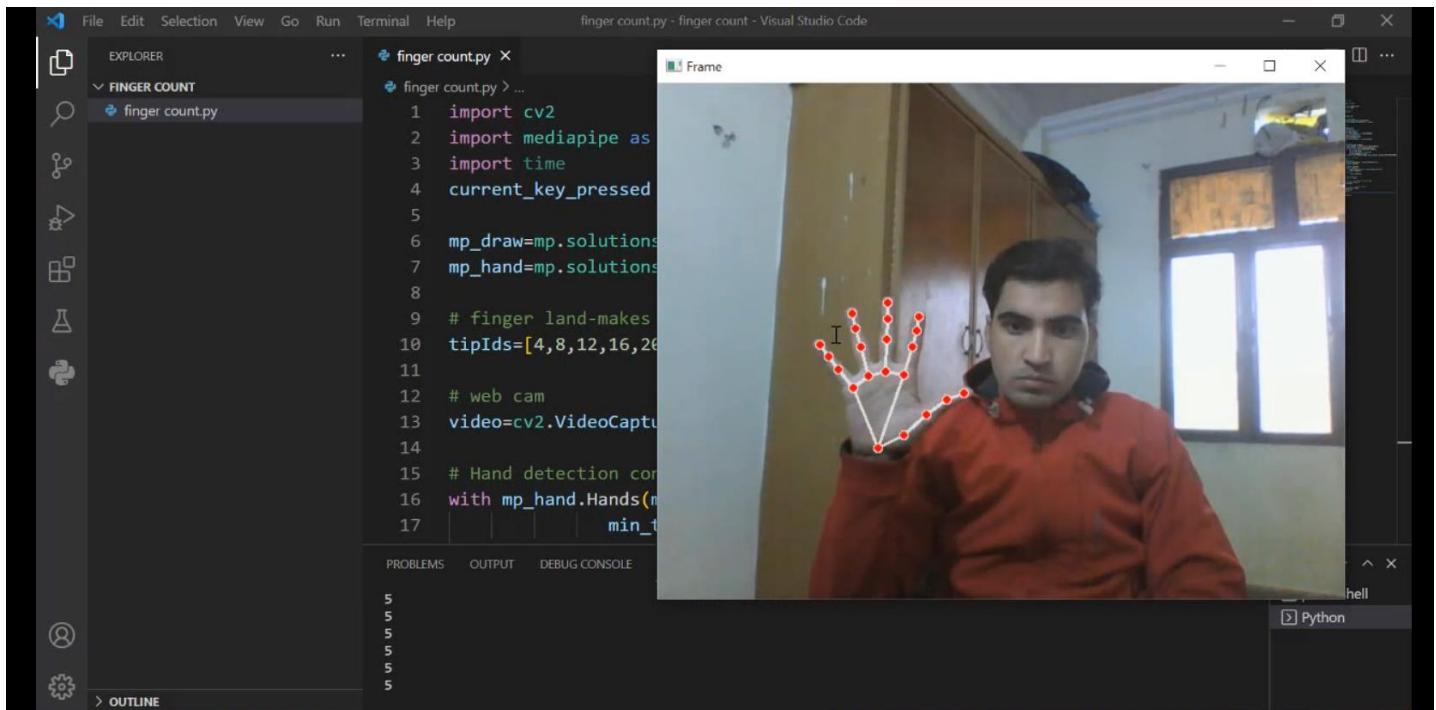 File Edit Selection View Go Run Terminal Help
finger count.py - finger count - Visual Studio Code
EXPLORER
FINGER COUNT
finger count.py
OUTLINE
finger count.py
finger count.py > ...
1 import cv2
2 import mediapipe as
3 import time
4 current_key_pressed
5
6 mp_draw=mp.solutions
7 mp_hand=mp.solutions
8
9 # finger land-makes
10 tipIds=[4,8,12,16,20
11
12 # web cam
13 video=cv2.VideoCaptu
14
15 # Hand detection con
16 with mp_hand.Hands(m
17 min_t
Frame
PROBLEMS OUTPUT DEBUG CONSOLE
5
5
5
5
5
5
hell
Python